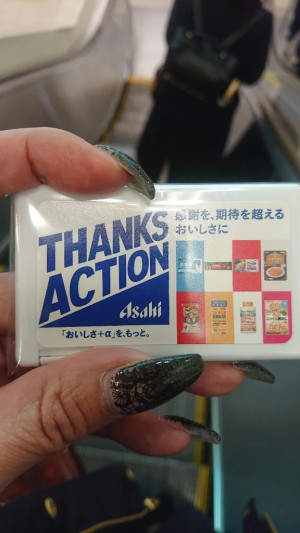 THANKS
ACTION
Asahi
「おいしさ+α」を、もっと。
感謝を、期待を超える
おいしさに